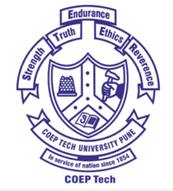 Endurance
Truth
Ethics
Strength
Reverence
COEP TECH UNIVERSITY PUNE
In service of nation since 1854
COEP Tech